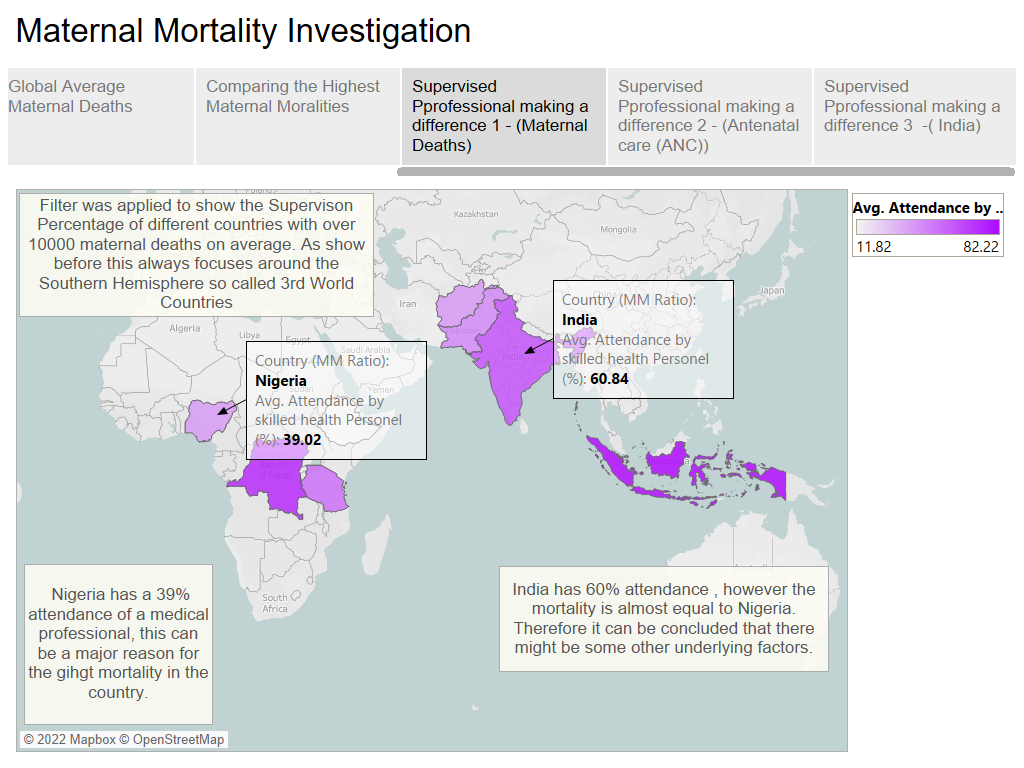 Maternal Mortality Investigation
Global Average
Maternal Deaths
Comparing the Highest
Maternal Moralities
Supervised
Pprofessional making a
difference 1 - (Maternal
Deaths)
Supervised
Pprofessional making a
difference 2 - (Antenatal
care (ANC))
Supervised
Pprofessional making a
difference 3 -( India)
Filter was applied to show the Supervison
Percentage of different countries with over
10000 maternal deaths on average. As show
before this always focuses around the
Southern Hemisphere so called 3rd World
Countries
Kazakhstan
Mongolia
Japan
Iran
Algeria
Libya
Egypt
Saudi Arabia
Yemen
Country (MM Ratio):
India
Avg. Attendance by
skilled health Personel
(%): 60.84
Country (MM Ratio):
Nigeria
Avg. Attendance by
skilled health Personel
(%): 39.02
South
Africa
Avg. Attendance by ..
11.82 82.22
Nigeria has a 39%
attendance of a medical
professional, this can
be a major reason for
the gihgt mortality in the
country.
India has 60% attendance , however the
mortality is almost equal to Nigeria.
Therefore it can be concluded that there
might be some other underlying factors.
© 2022 Mapbox © OpenStreetMap